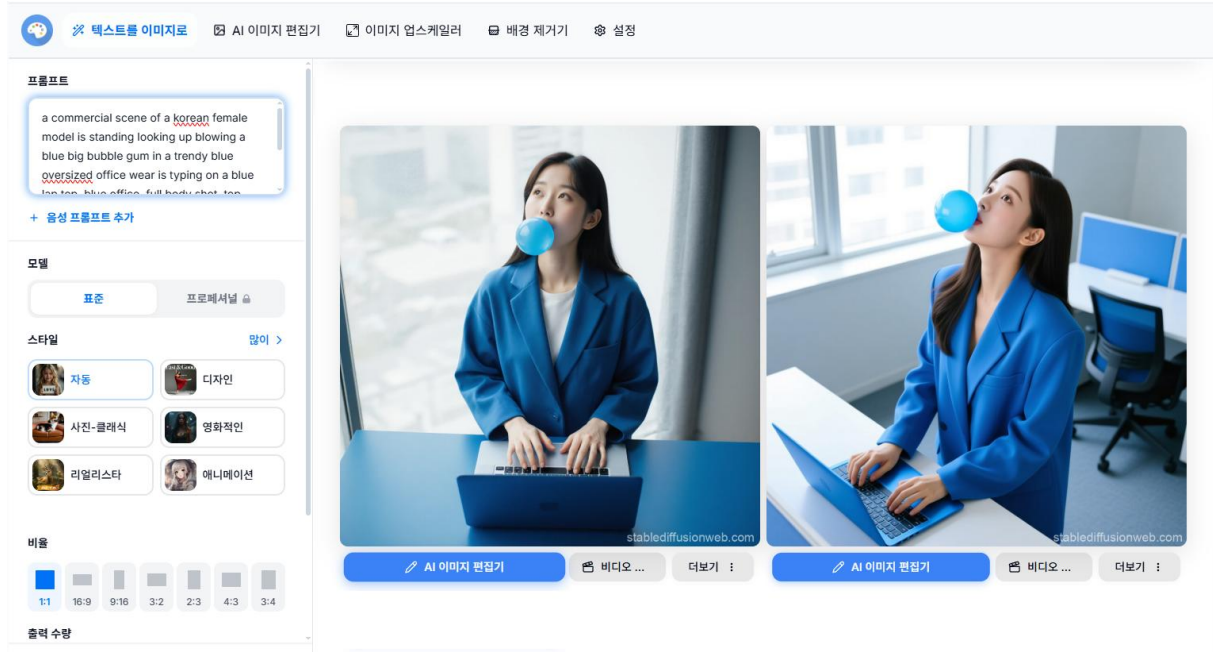 텍스트를 이미지로
AI 이미지 편집기
이미지 업스케일러
배경 제거기
설정
프롬프트
a commercial scene of a korean female
model is standing looking up blowing a
blue big bubble gum in a trendy blue
oversized office wear is typing on a blue
lap top, blue office, full body shot, top
+ 음성 프롬프트 추가
모델
표준
프로페셔널
스타일
많이 >
자동
디자인
사진-클래식
영화적인
리얼리스타
애니메이션
비율
1:1
16:9
9:16
3:2
2:3
4:3
3:4
출력 수량
stablediffusionweb.com
AI 이미지 편집기
비디오 ...
더보기
stablediffusionweb.com
AI 이미지 편집기
비디오 ...
더보기